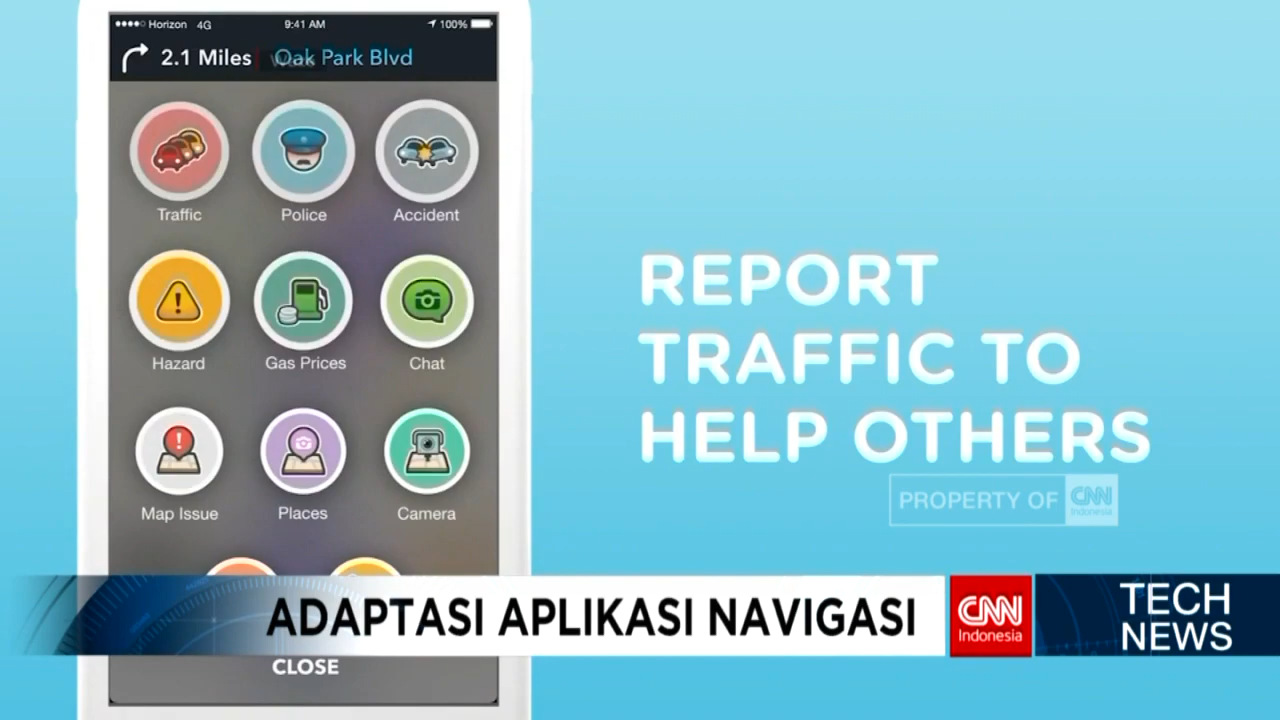 Horizon 4G 9:41 AM 100%
2.1 Miles Oak Park Blvd
Traffic Police Accident
Hazard Gas Prices Chat
Map Issue Places Camera
REPORT
TRAFFIC TO
HELP OTHERS
PROPERTY OF CNN Indonesia
ADAPTASI APLIKASI NAVIGASI
CNN Indonesia
TECH
NEWS
CLOSE